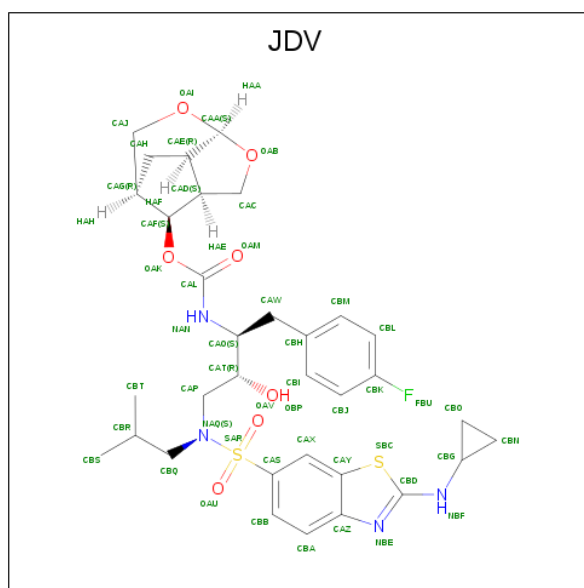 JDV
OAI
HAA
H
CAA(S)
CAJ
O
CAH
CAE(R)
OAB
O
CAG(R)
H
CAD(S)
HAF
CAC
HAH
H
CAF(S)
H
HAE
OAM
O
O
OAK
CAL
CAW
CBM
CBL
NAN
HN
CBH
CAO(S)
CBI
CBK
CAT(R)
F
FBU
CBT
CAP
OH
OAV
OBP
CBJ
CBO
CBR
NAQ(S)
O
SAR
CAX
SBC
CBN
CBS
N
S
CAS
CAY
S
CBD
CBG
CBQ
O
OAU
CBB
CAZ
N
NBE
N
H
NBF
CBA